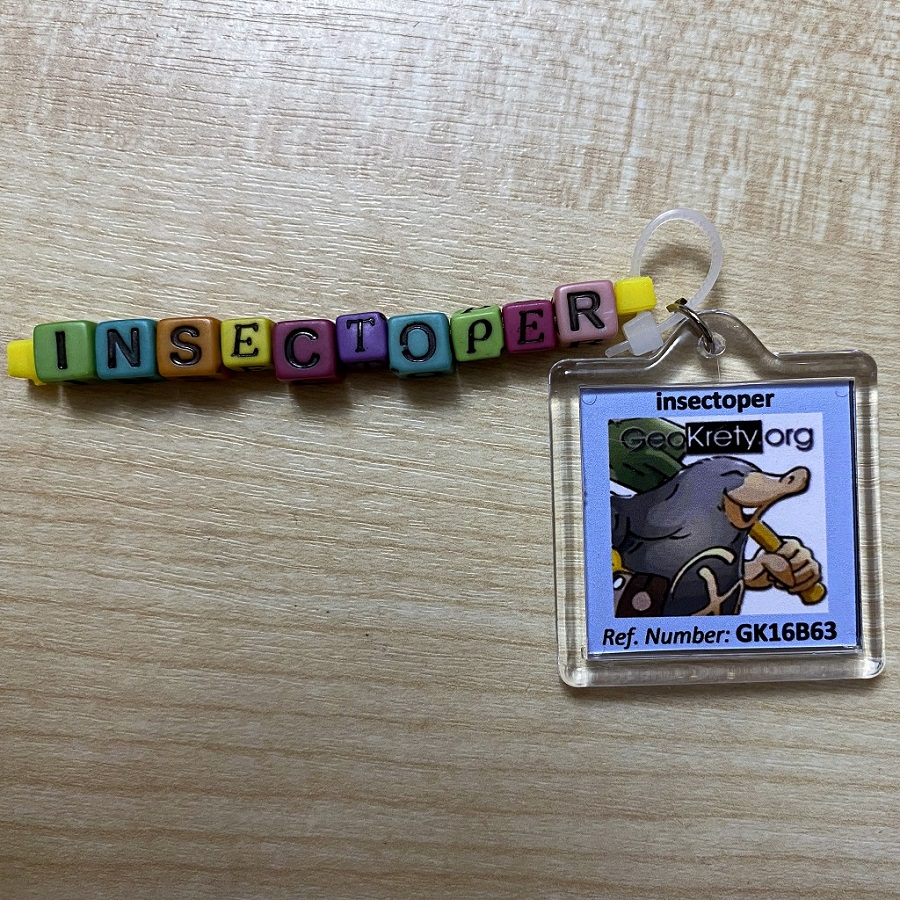 INSECTOPER
insectoper
GeoKrety.org
Ref. Number: GK16B63